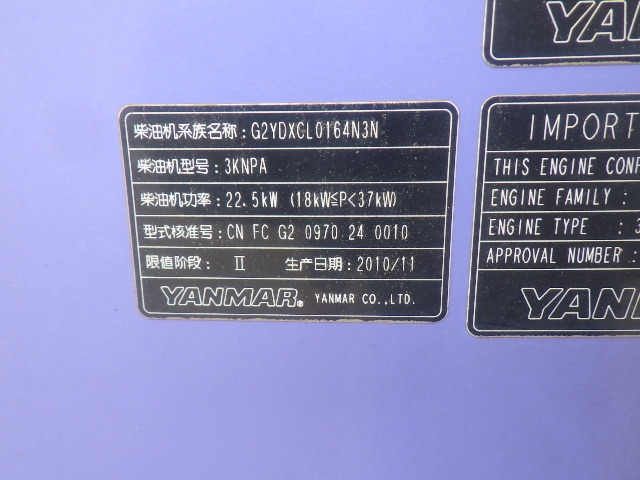 YANMAR
柴油机系族名称: G2YDXCL0164N3N
柴油机型号: 3KNPA
柴油机功率: 22.5kW (18kW≦P<37kW)
型式核准号: CN FC G2 0970 24 0010
限值阶段: Ⅱ 生产日期: 2010/11
YANMAR® YANMAR CO.,LTD.
IMPORT
THIS ENGINE CONF
ENGINE FAMILY :
ENGINE TYPE : 3
APPROVAL NUMBER :
YAN